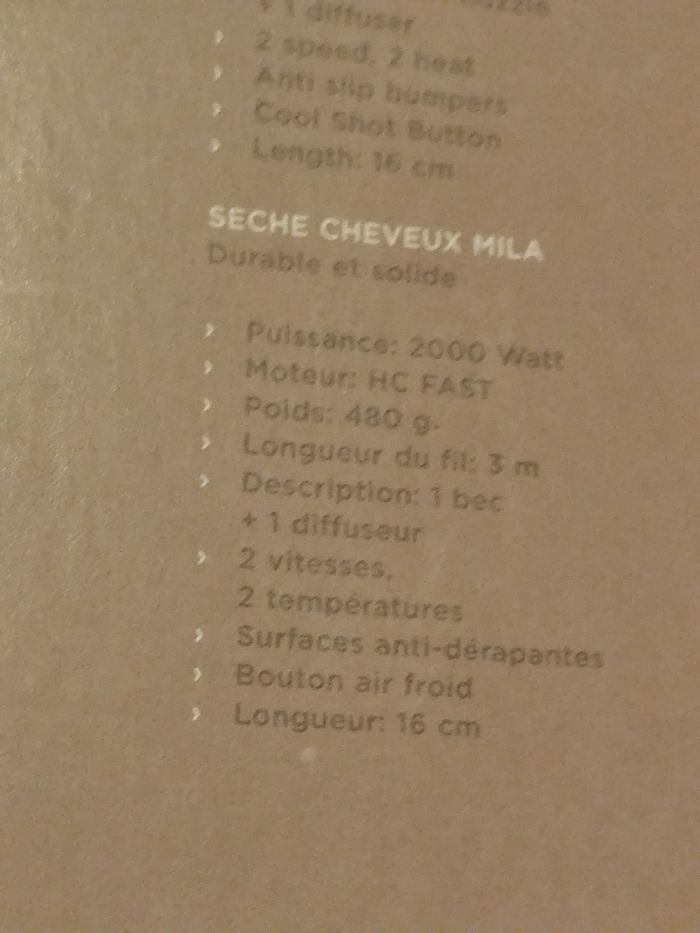 + 1 diffuser
› 2 speed, 2 heat
› Anti slip bumpers
› Cool Shot Button
› Length: 16 cm
SECHE CHEVEUX MILA
Durable et solide
› Puissance: 2000 Watt
› Moteur: HC FAST
› Poids: 480 g.
› Longueur du fil: 3 m
› Description: 1 bec
+ 1 diffuseur
› 2 vitesses,
2 températures
› Surfaces anti-dérapantes
› Bouton air froid
› Longueur: 16 cm